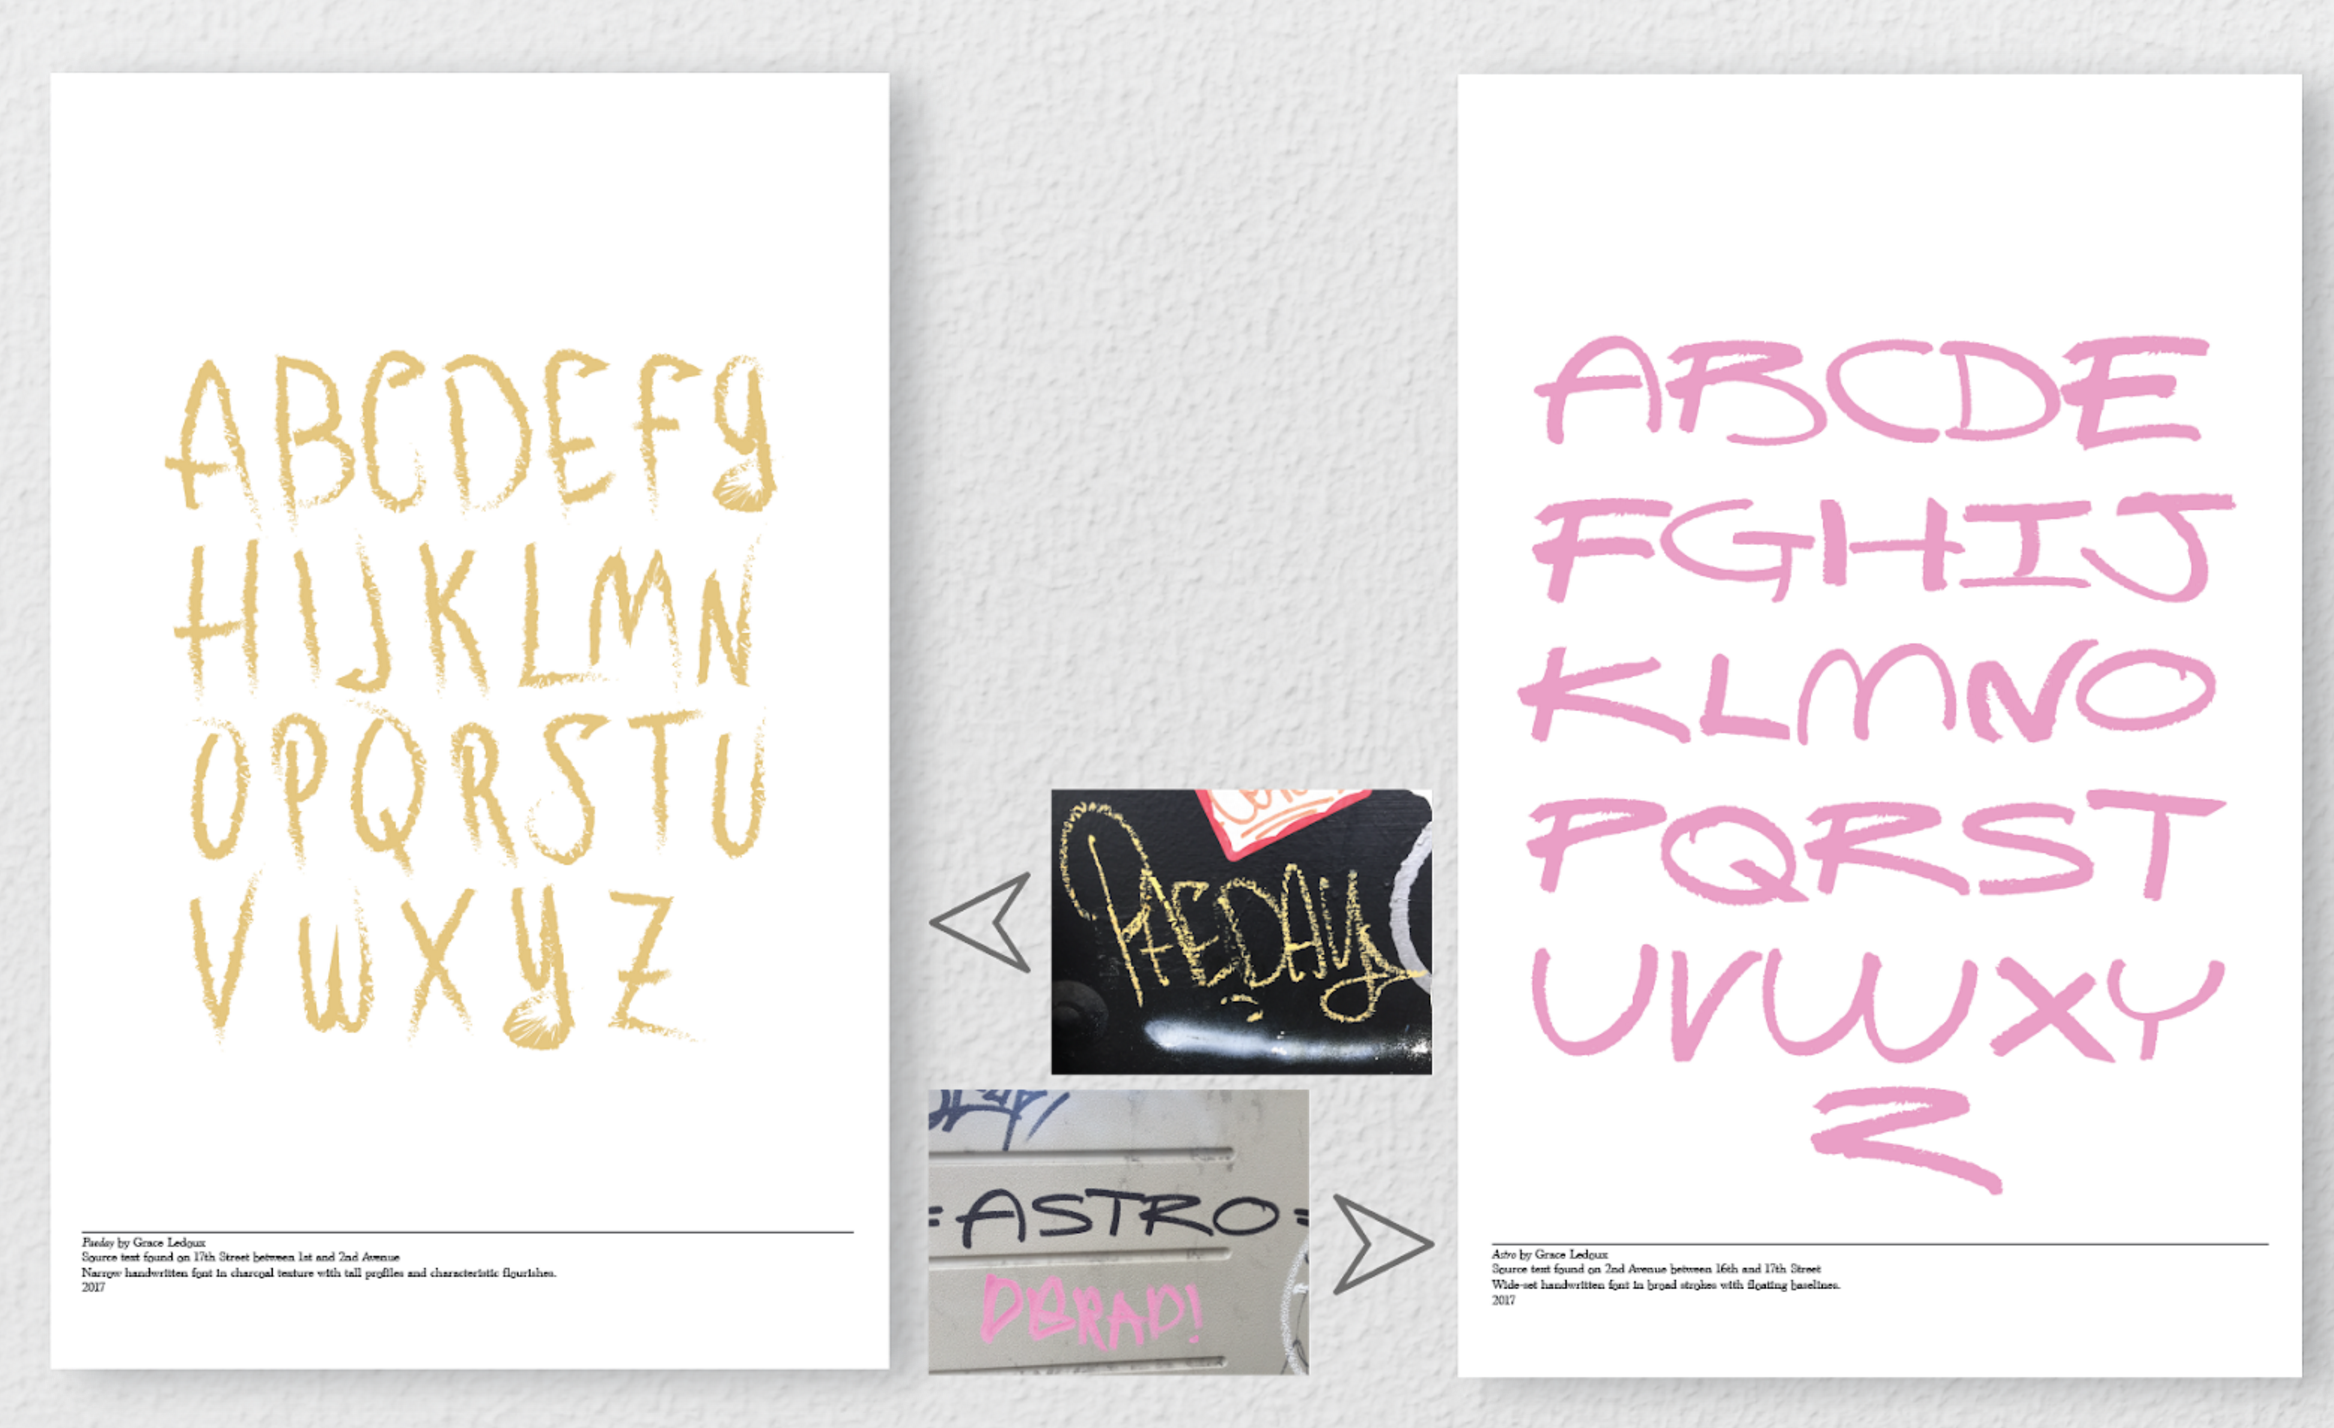 ABCDEFg
HIJKLMN
OPQRSTU
VWXyZ
Paeday by Grace Ledoux
Source text found on 17th Street between 1st and 2nd Avenue
Narrow handwritten font in charcoal texture with tall profiles and characteristic flourishes.
2017
PAEDAy
=ASTRO=
DERAD!
ABCDE
FGHIJ
KLMNO
PQRST
UVWXY
Z
Astro by Grace Ledoux
Source text found on 2nd Avenue between 16th and 17th Street
Wide-set handwritten font in broad strokes with floating baselines.
2017